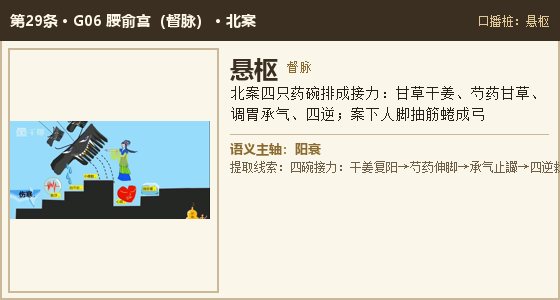 第29条・G06 腰俞宫（督脉）・北案
口播桩：悬枢
悬枢 督脉
北案四只药碗排成接力：甘草干姜、芍药甘草、
调胃承气、四逆；案下人脚抽筋蜷成弓
语义主轴：阳衰
提取线索：四碗接力：干姜复阳→芍药伸脚→承气止谵→四逆救
伤寒